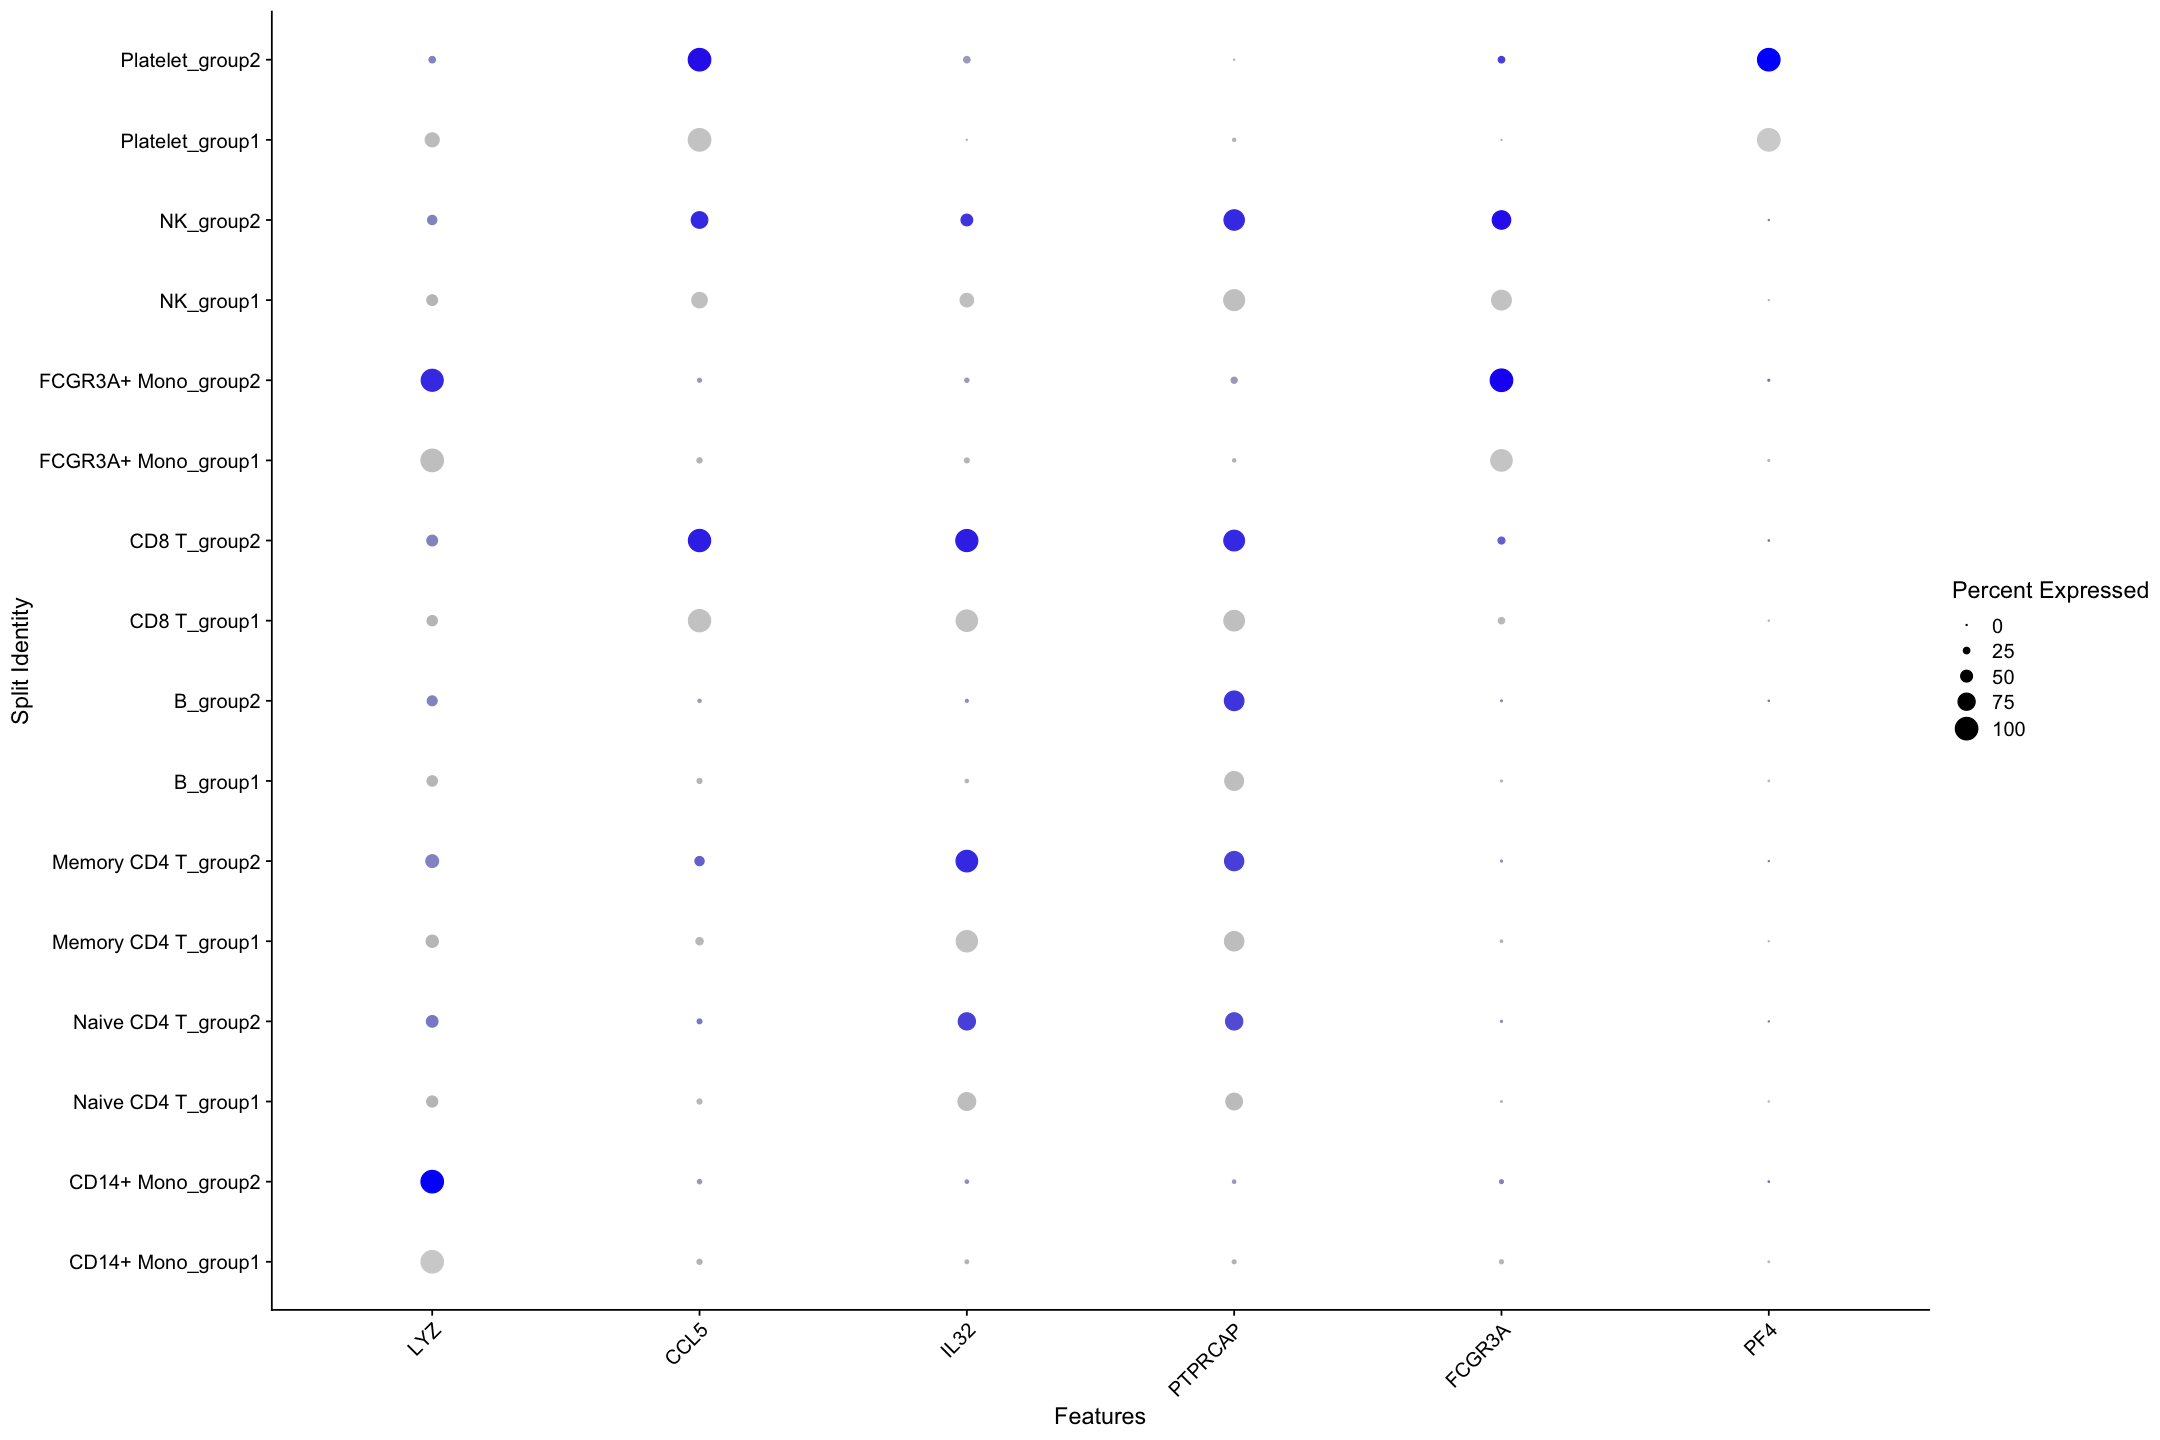 Platelet_group2
Platelet_group1
NK_group2
NK_group1
FCGR3A+ Mono_group2
FCGR3A+ Mono_group1
CD8 T_group2
CD8 T_group1
B_group2
B_group1
Memory CD4 T_group2
Memory CD4 T_group1
Naive CD4 T_group2
Naive CD4 T_group1
CD14+ Mono_group2
CD14+ Mono_group1
Split Identity
LYZ
CCL5
IL32
PTPRCAP
FCGR3A
PF4
Features
Percent Expressed
0
25
50
75
100